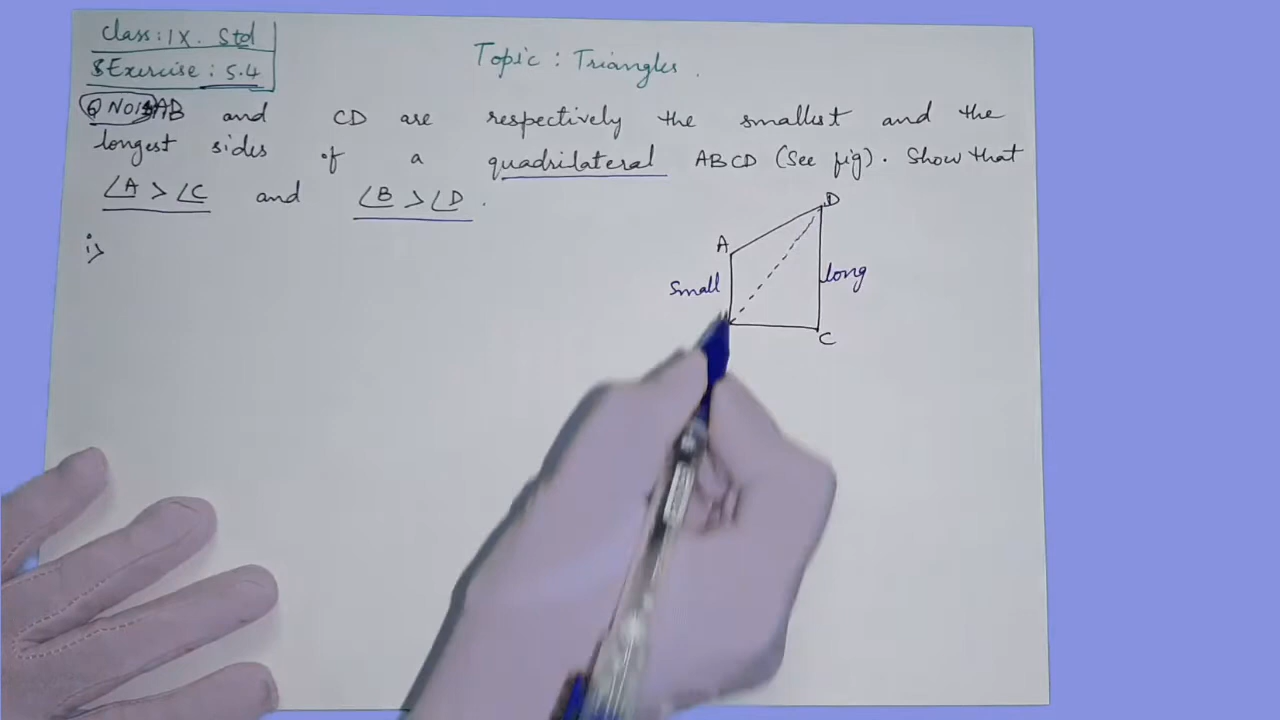 Class: IX. Std
Exercise: 5.4
Topic: Triangles.
AB and CD are respectively the smallest and the
longest sides of a quadrilateral ABCD (See fig). Show that
∠A > ∠C and ∠B > ∠D.
i>
D
A
small
long
C